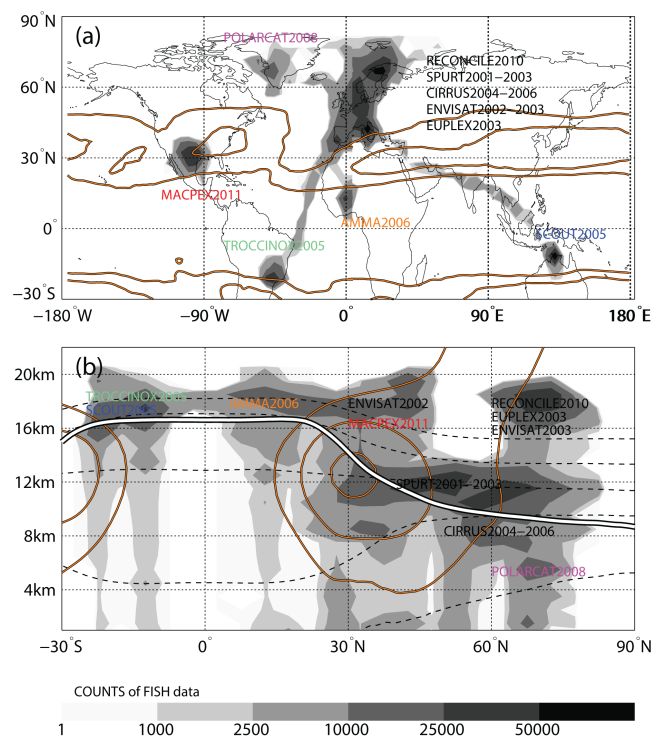 90°N
(a)
POLARCAT2008
RECONCILE2010
60°N
SPURT2001−2003
CIRRUS2004−2006
ENVISAT2002−2003
EUPLEX2003
30°N
MACPEX2011
AMMA2006
0°
SCOUT2005
TROCCINOX2005
−30°S
−180°W
−90°W
0°
90°E
180°E
(b)
20km
TROCCINOX2005
AMMA2006
ENVISAT2002
RECONCILE2010
SCOUT2005
EUPLEX2003
16km
MACPEX2011
ENVISAT2003
12km
SPURT2001−2003
8km
CIRRUS2004−2006
POLARCAT2008
4km
−30°S
0°
30°N
60°N
90°N
COUNTS of FISH data
1
1000
2500
10000
25000
50000